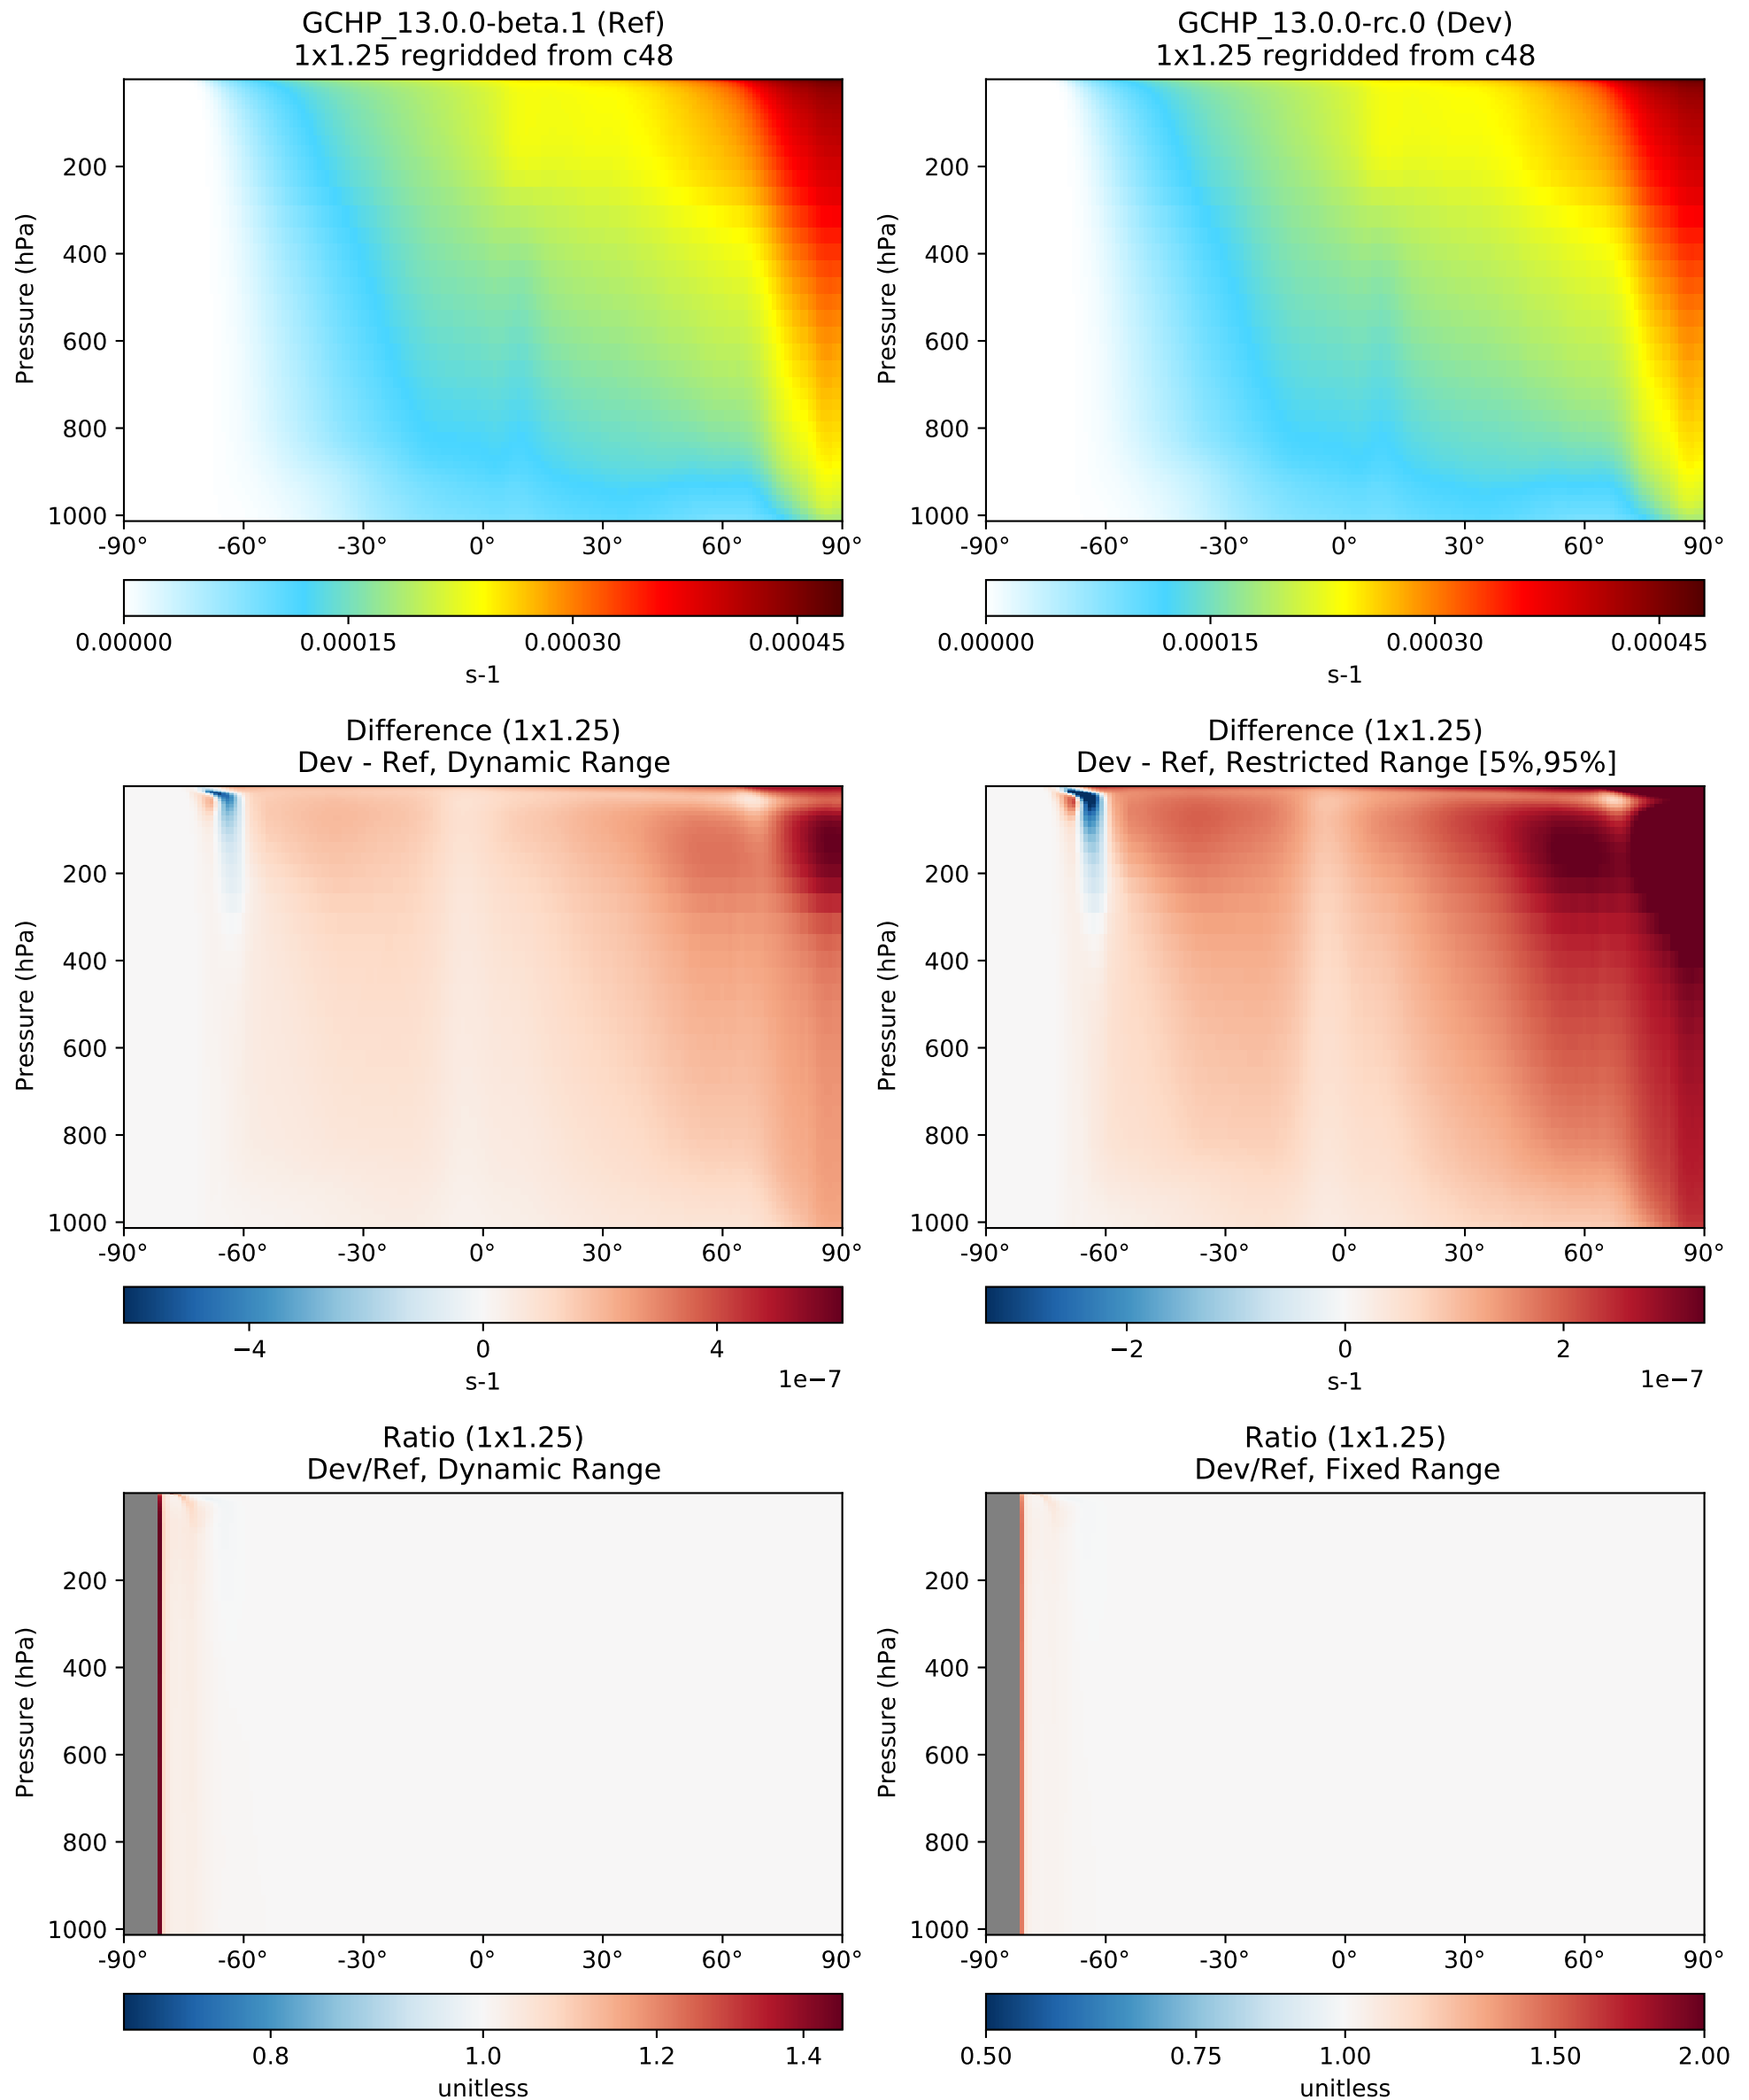 GCHP_13.0.0-beta.1 (Ref)
1x1.25 regridded from c48
GCHP_13.0.0-rc.0 (Dev)
1x1.25 regridded from c48
Pressure (hPa)
200
400
600
800
1000
-90° -60° -30° 0° 30° 60° 90°
0.00000 0.00015 0.00030 0.00045
s-1
Pressure (hPa)
200
400
600
800
1000
-90° -60° -30° 0° 30° 60° 90°
0.00000 0.00015 0.00030 0.00045
s-1
Difference (1x1.25)
Dev - Ref, Dynamic Range
Pressure (hPa)
200
400
600
800
1000
-90° -60° -30° 0° 30° 60° 90°
−4 0 4
1e−7
s-1
Difference (1x1.25)
Dev - Ref, Restricted Range [5%,95%]
Pressure (hPa)
200
400
600
800
1000
-90° -60° -30° 0° 30° 60° 90°
−2 0 2
1e−7
s-1
Ratio (1x1.25)
Dev/Ref, Dynamic Range
Pressure (hPa)
200
400
600
800
1000
-90° -60° -30° 0° 30° 60° 90°
0.8 1.0 1.2 1.4
unitless
Ratio (1x1.25)
Dev/Ref, Fixed Range
Pressure (hPa)
200
400
600
800
1000
-90° -60° -30° 0° 30° 60° 90°
0.50 0.75 1.00 1.50 2.00
unitless